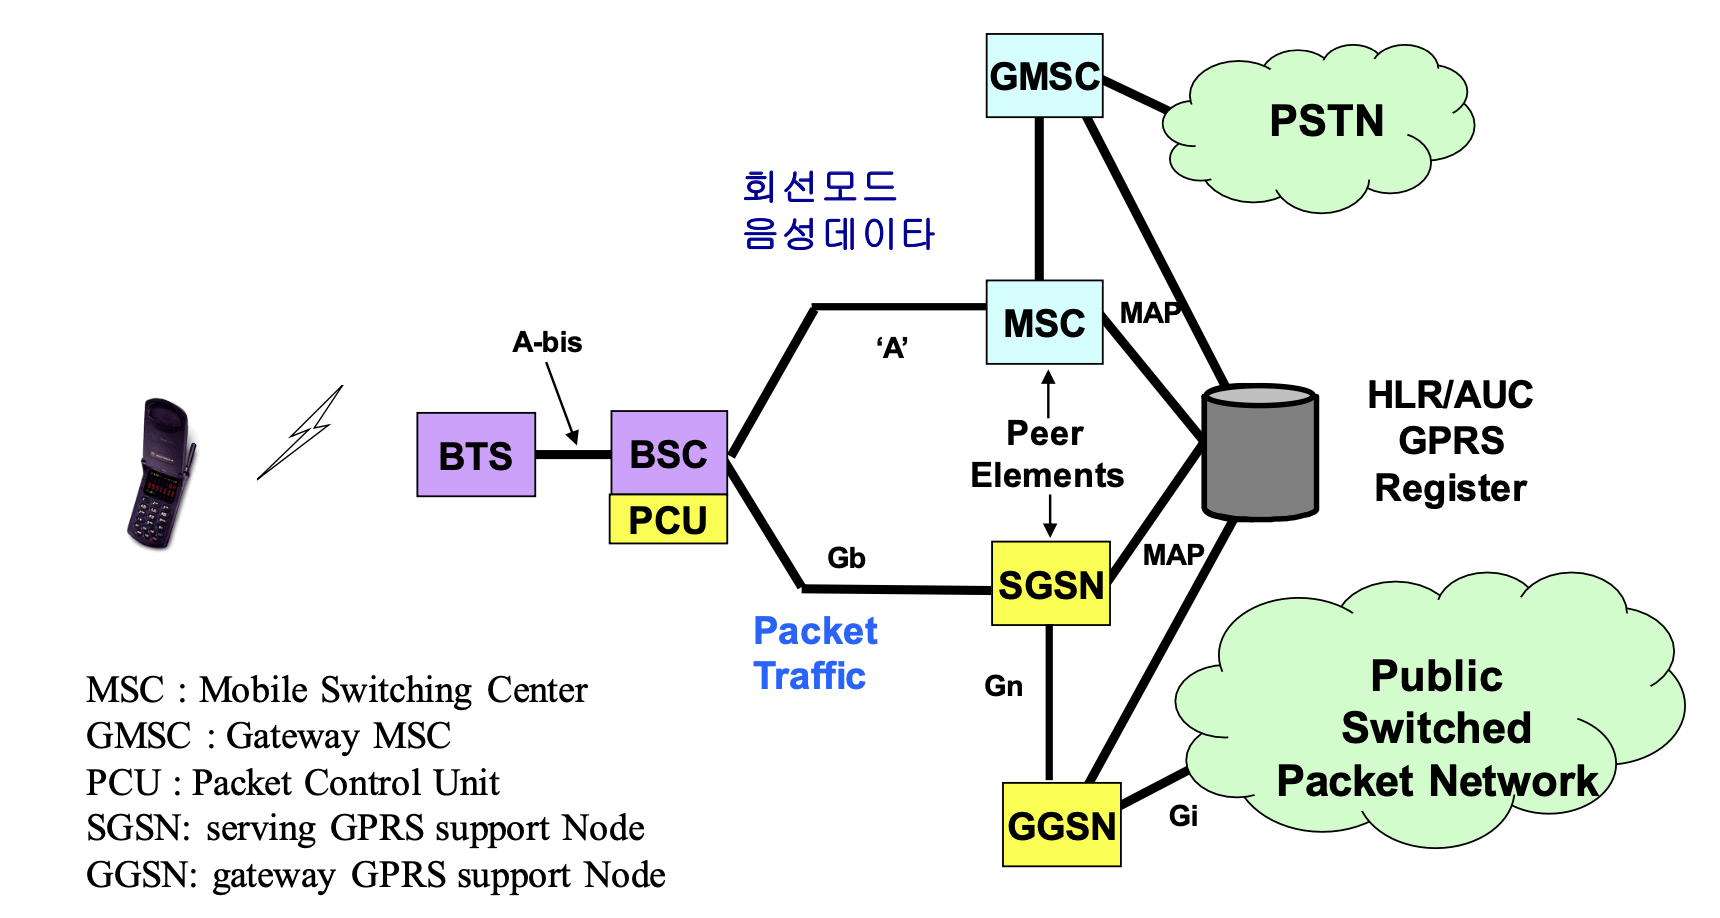 GMSC
PSTN
회선모드
음성데이타
MSC
MAP
A-bis
‘A’
HLR/AUC
GPRS
Register
Peer
Elements
BTS
BSC
PCU
Gb
SGSN
MAP
Packet
Traffic
Gn
Public
Switched
Packet Network
GGSN
Gi
MSC : Mobile Switching Center
GMSC : Gateway MSC
PCU : Packet Control Unit
SGSN: serving GPRS support Node
GGSN: gateway GPRS support Node